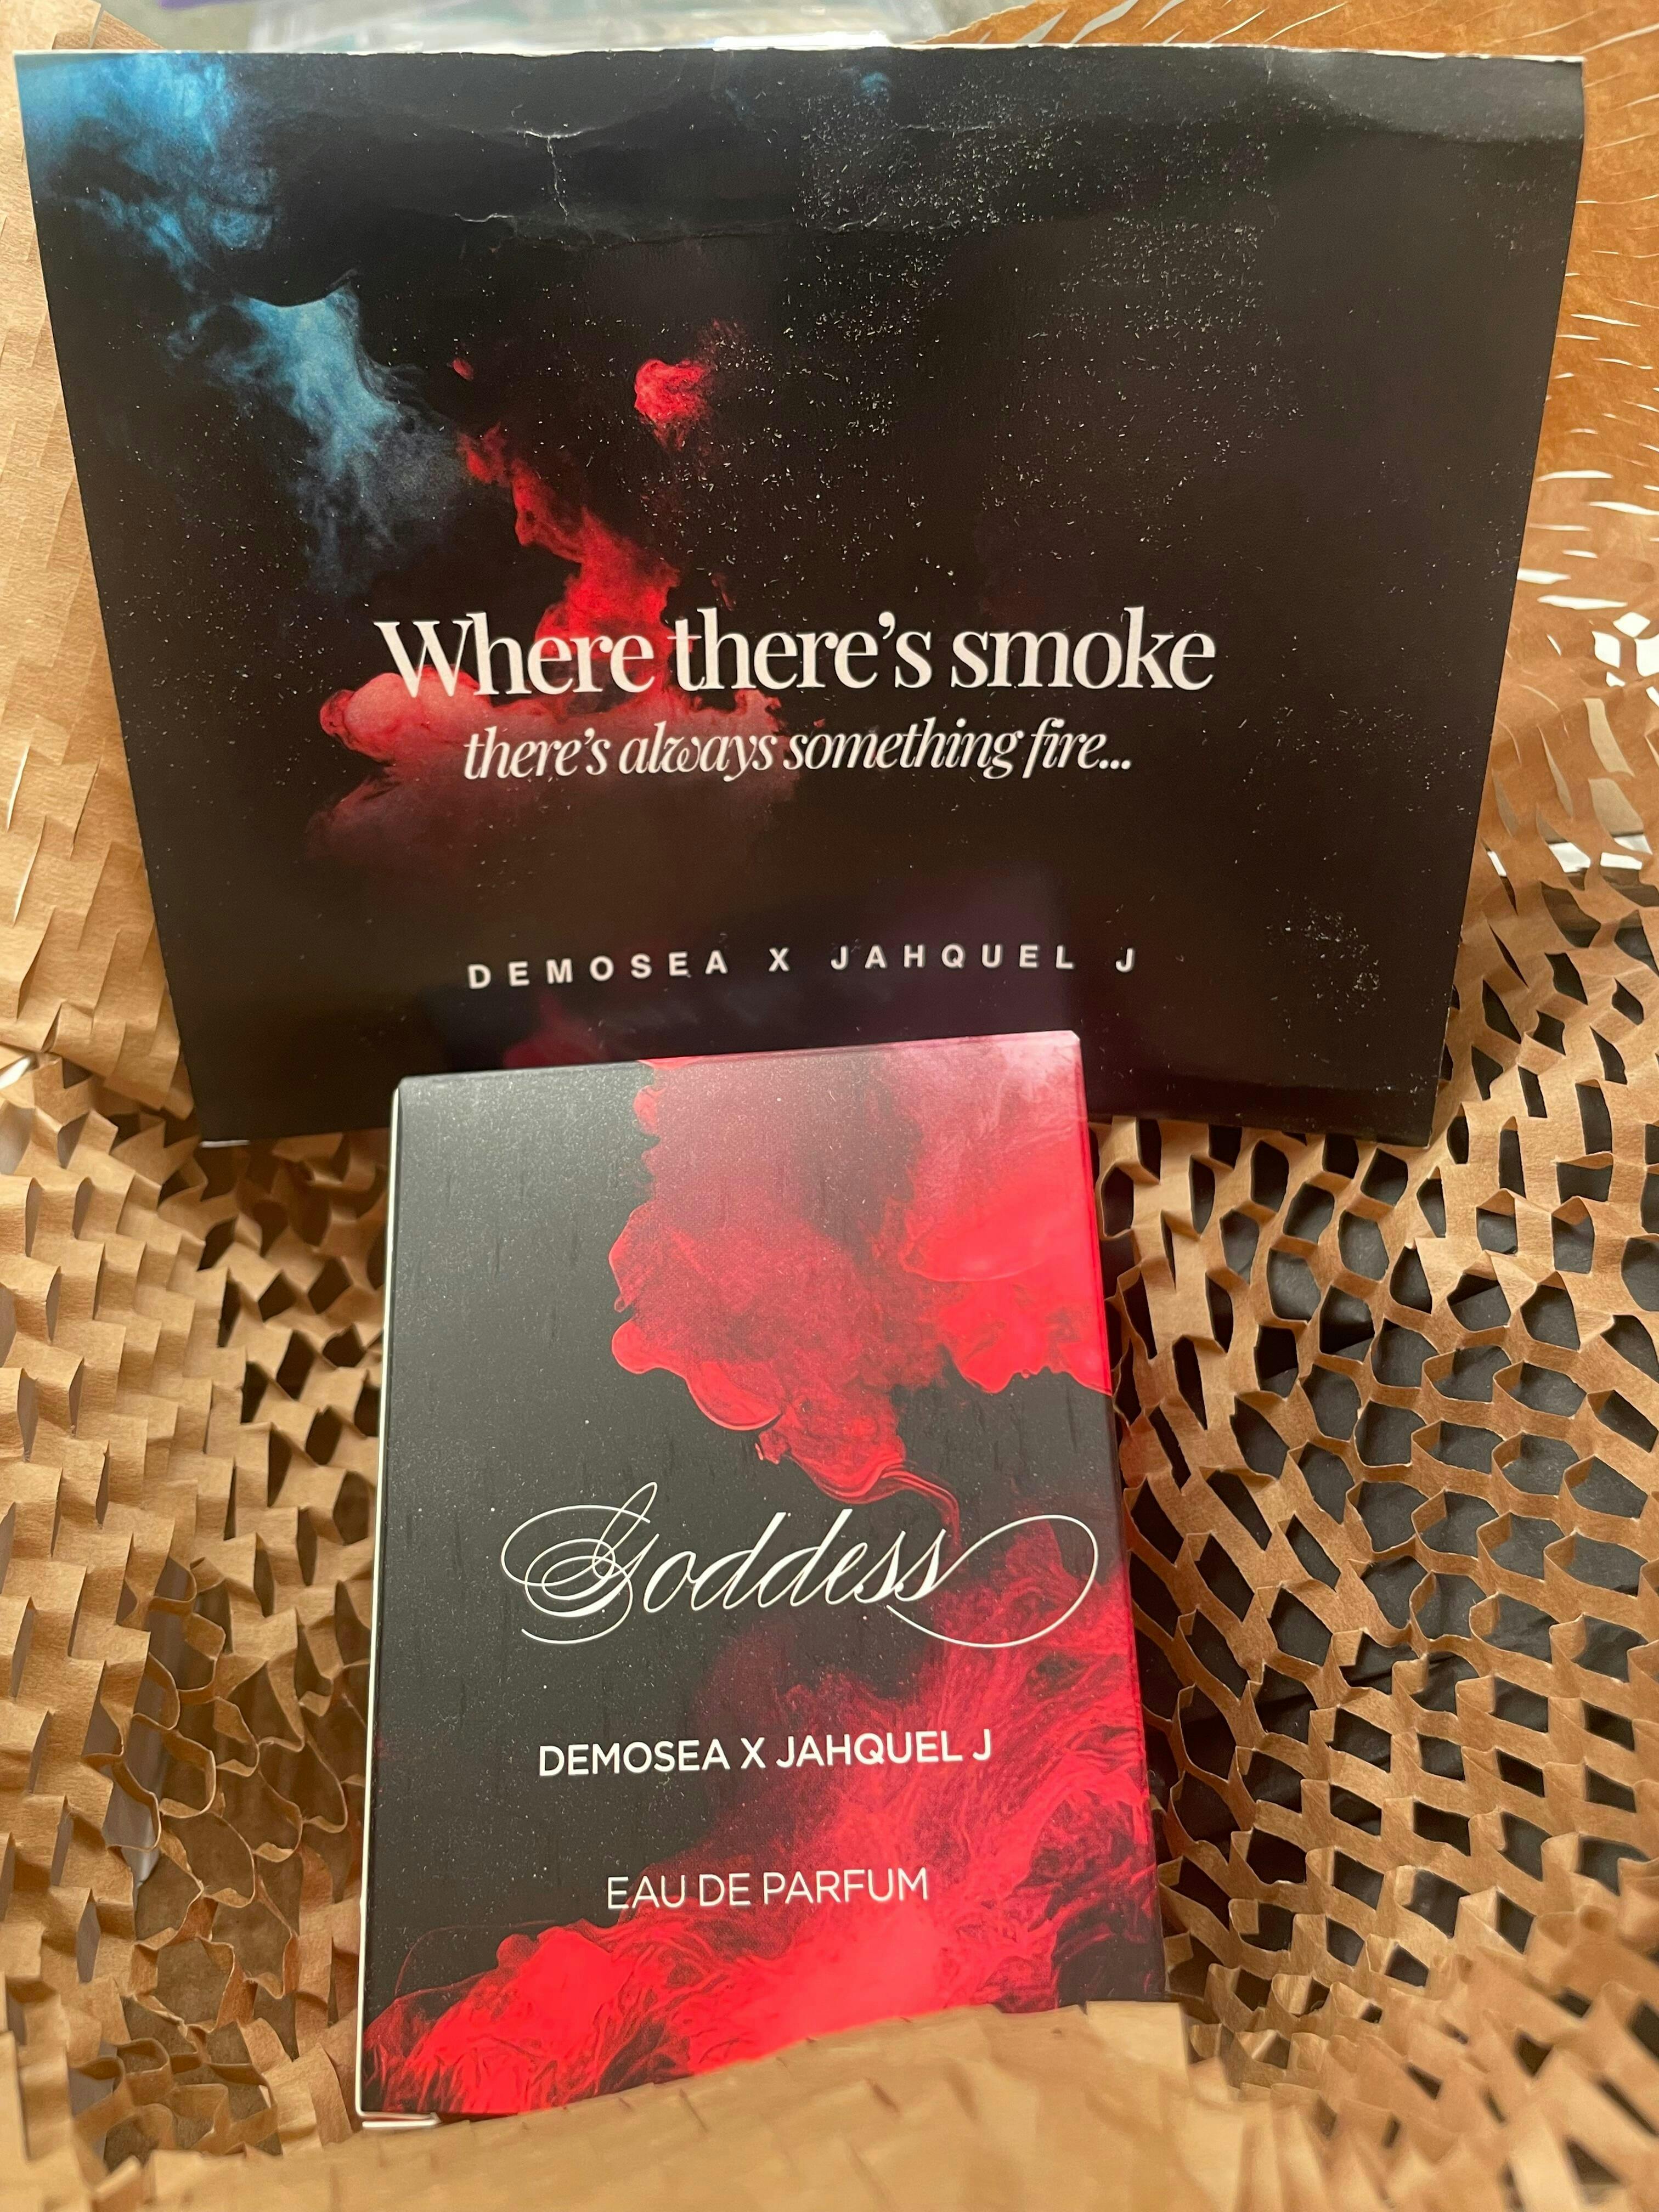 Where there's smoke
there's always something fire...
DEMOSEA X JAHQUEL J
Goddess
DEMOSEA X JAHQUEL J
EAU DE PARFUM